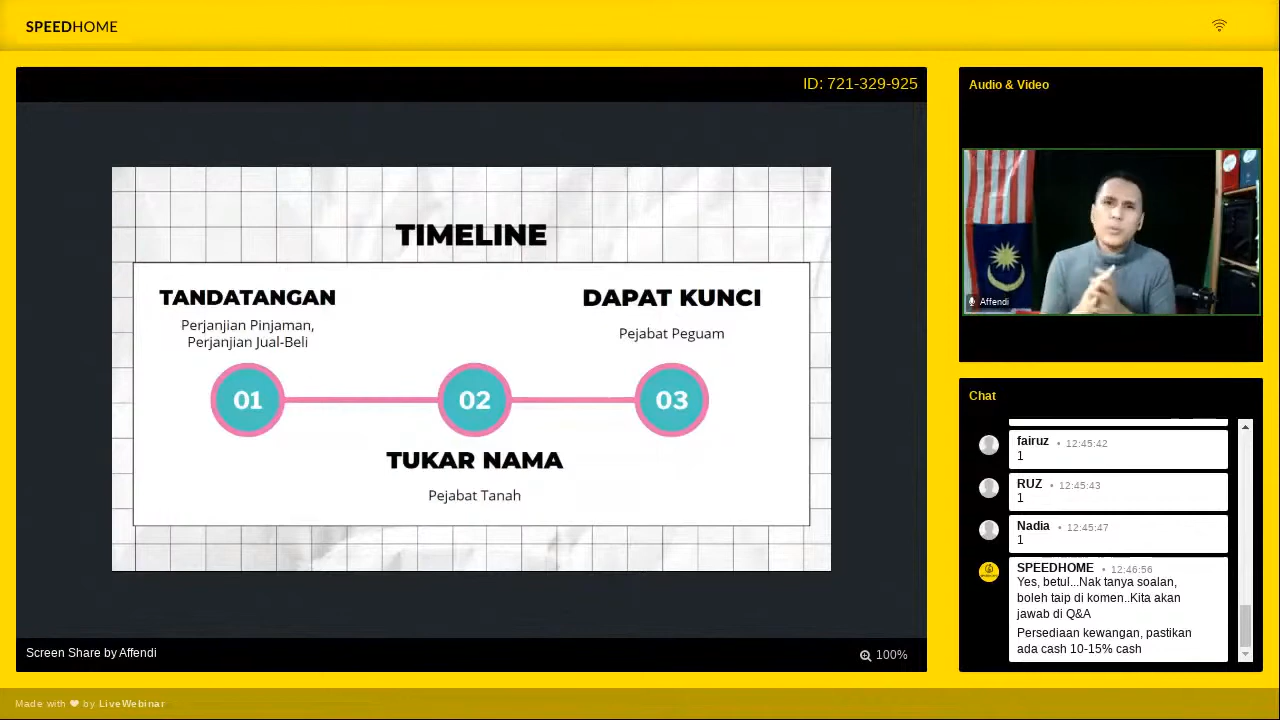 SPEEDHOME
ID: 721-329-925
TIMELINE
TANDATANGAN
Perjanjian Pinjaman,
Perjanjian Jual-Beli
DAPAT KUNCI
Pejabat Peguam
01
02
03
TUKAR NAMA
Pejabat Tanah
Screen Share by Affendi
100%
Audio & Video
Affendi
Chat
fairuz • 12:45:42
1
RUZ • 12:45:43
1
Nadia • 12:45:47
1
SPEEDHOME • 12:46:56
Yes, betul...Nak tanya soalan,
boleh taip di komen..Kita akan
jawab di Q&A
Persediaan kewangan, pastikan
ada cash 10-15% cash
Made with ❤ by LiveWebinar